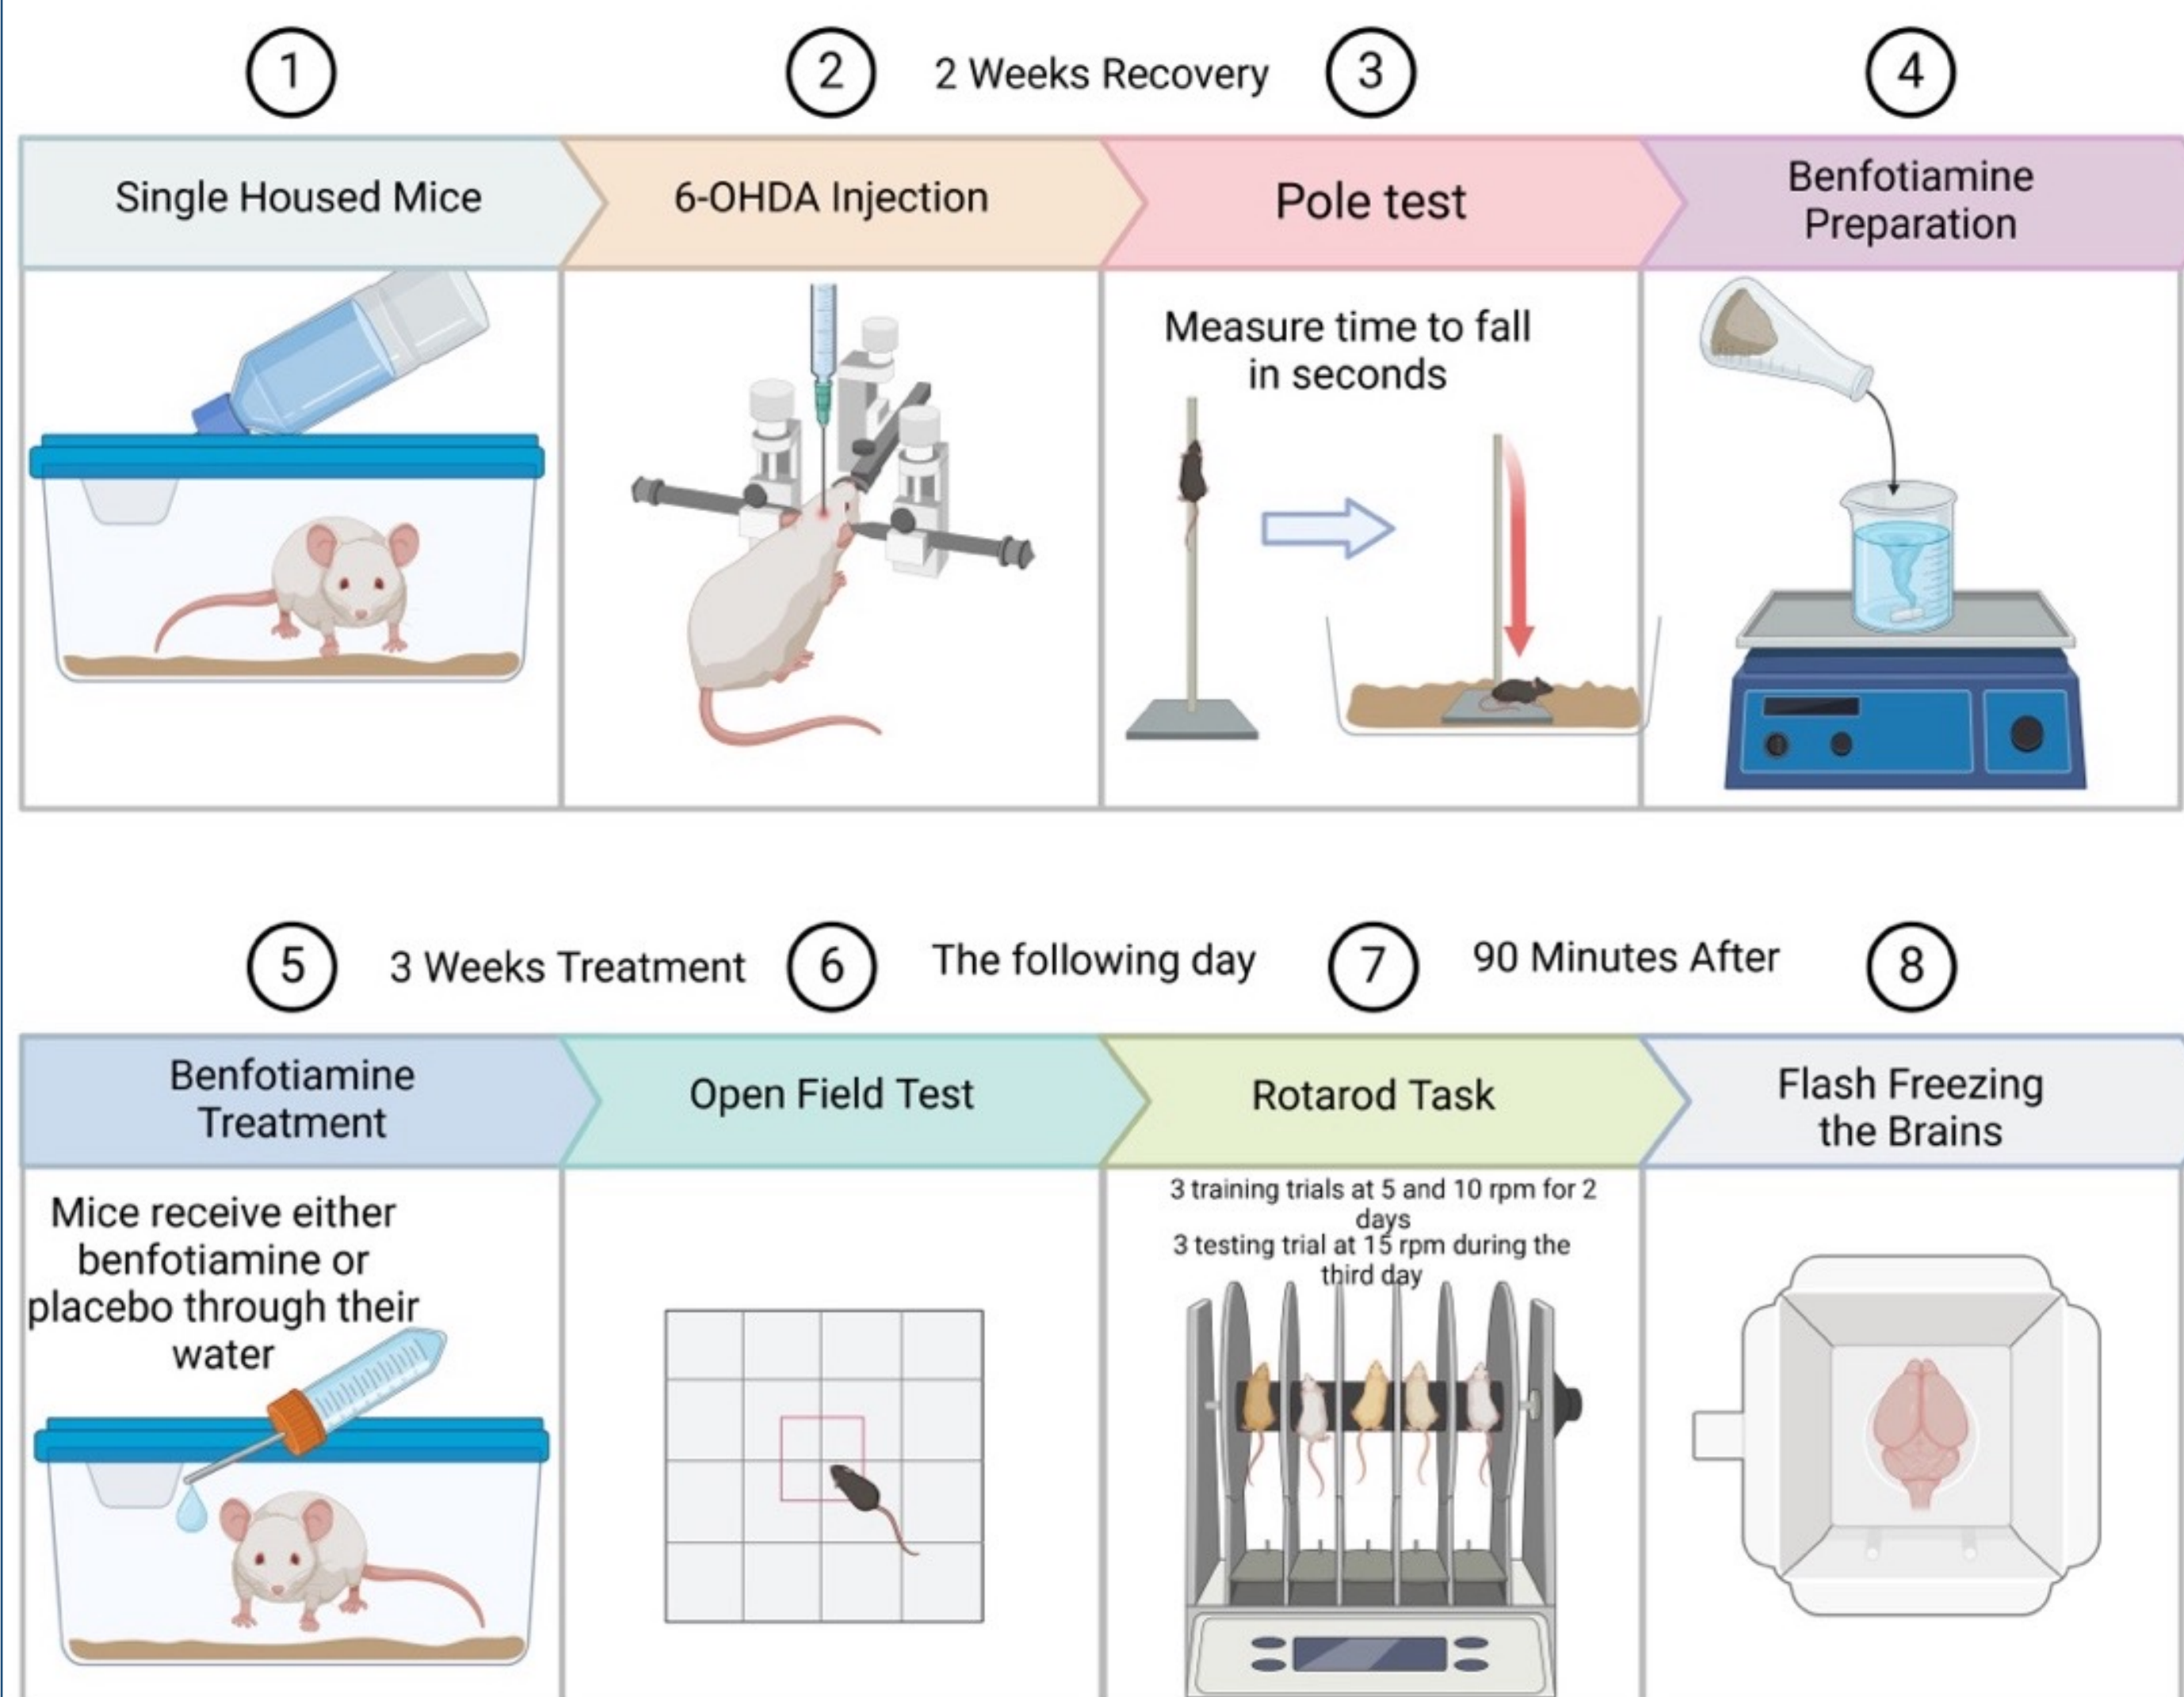 1
2
2 Weeks Recovery
3
4
Single Housed Mice
6-OHDA Injection
Pole test
Benfotiamine
Preparation
Measure time to fall
in seconds
5
3 Weeks Treatment
6
The following day
7
90 Minutes After
8
Benfotiamine
Treatment
Open Field Test
Rotarod Task
Flash Freezing
the Brains
Mice receive either
benfotiamine or
placebo through their
water
3 training trials at 5 and 10 rpm for 2
days
3 testing trial at 15 rpm during the
third day